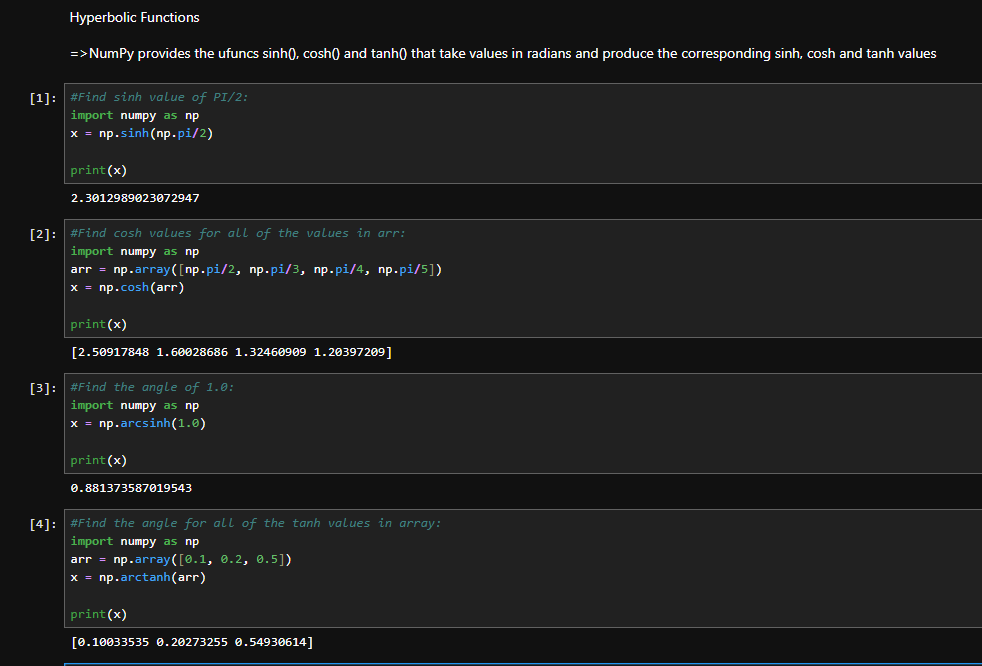 Hyperbolic Functions
=>NumPy provides the ufuncs sinh(), cosh() and tanh() that take values in radians and produce the corresponding sinh, cosh and tanh values
[1]: #Find sinh value of PI/2:
import numpy as np
x = np.sinh(np.pi/2)
print(x)
2.3012989023072947
[2]: #Find cosh values for all of the values in arr:
import numpy as np
arr = np.array([np.pi/2, np.pi/3, np.pi/4, np.pi/5])
x = np.cosh(arr)
print(x)
[2.50917848 1.60028686 1.32460909 1.20397209]
[3]: #Find the angle of 1.0:
import numpy as np
x = np.arcsinh(1.0)
print(x)
0.881373587019543
[4]: #Find the angle for all of the tanh values in array:
import numpy as np
arr = np.array([0.1, 0.2, 0.5])
x = np.arctanh(arr)
print(x)
[0.10033535 0.20273255 0.54930614]